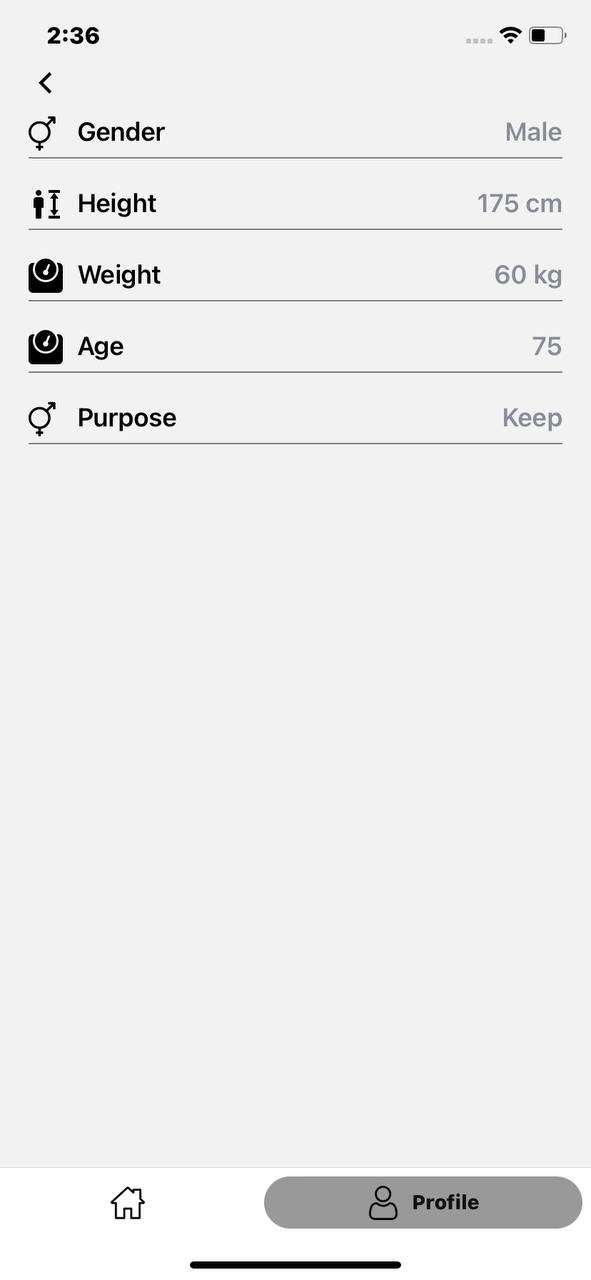 2:36
Gender Male
Height 175 cm
Weight 60 kg
Age 75
Purpose Keep
Profile